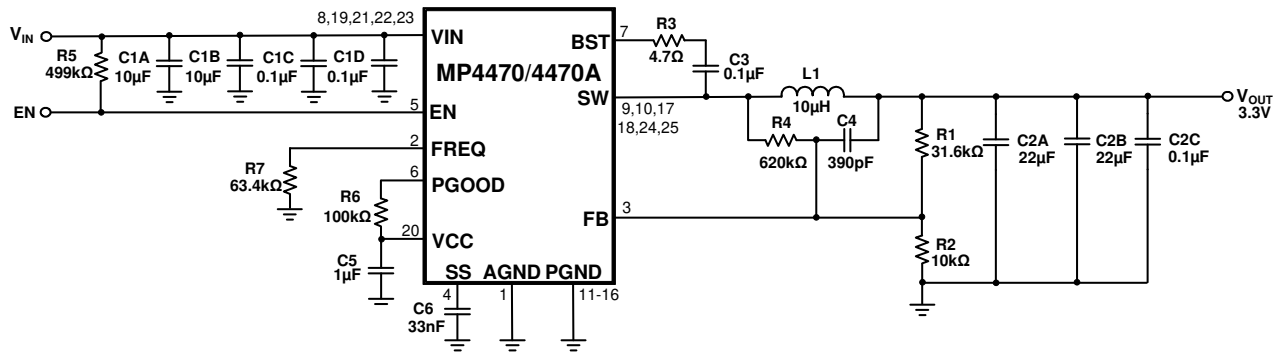 8,19,21,22,23
VIN
VIN
R5
499kΩ
C1A
10µF
C1B
10µF
C1C
0.1µF
C1D
0.1µF
EN
5
EN
2
FREQ
R7
63.4kΩ
6
PGOOD
R6
100kΩ
20
VCC
C5
1µF
MP4470/4470A
SS
AGND
PGND
4
1
11-16
C6
33nF
BST
7
R3
4.7Ω
C3
0.1µF
SW
9,10,17
18,24,25
L1
10µH
R4
620kΩ
C4
390pF
FB
3
R1
31.6kΩ
R2
10kΩ
C2A
22µF
C2B
22µF
C2C
0.1µF
VOUT
3.3V